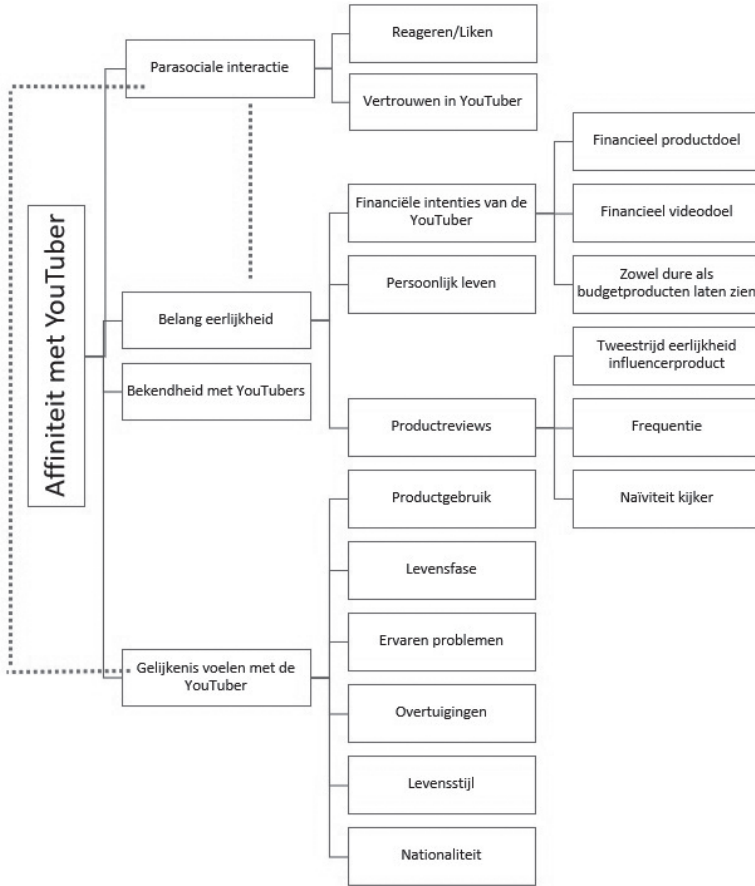 Affiniteit met YouTuber
Parasociale interactie
Reageren/Liken
Vertrouwen in YouTuber
Belang eerlijkheid
Financiële intenties van de
YouTuber
Financieel productdoel
Financieel videodoel
Zowel dure als
budgetproducten laten zien
Persoonlijk leven
Productreviews
Tweestrijd eerlijkheid
influencerproduct
Frequentie
Naïviteit kijker
Bekendheid met YouTubers
Gelijkenis voelen met de
YouTuber
Productgebruik
Levensfase
Ervaren problemen
Overtuigingen
Levensstijl
Nationaliteit